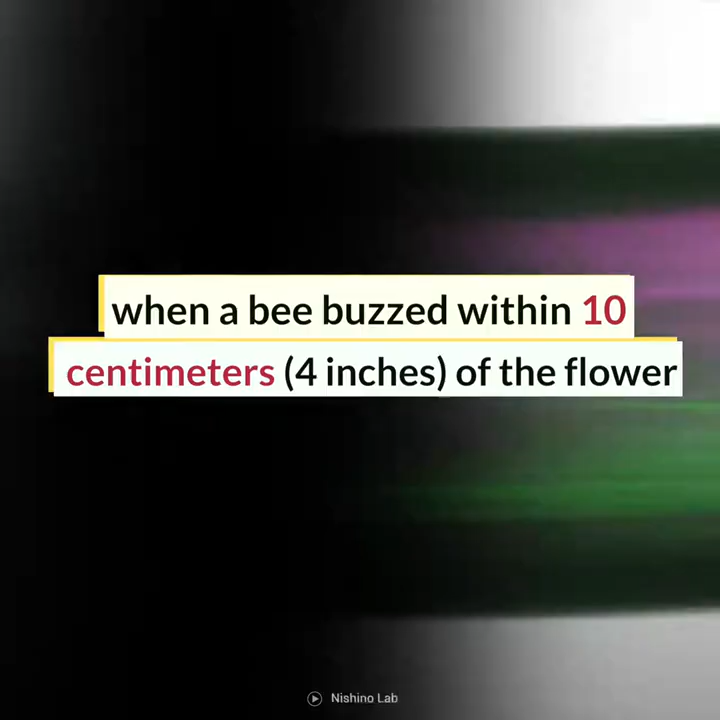 when a bee buzzed within 10
centimeters (4 inches) of the flower
Nishino Lab